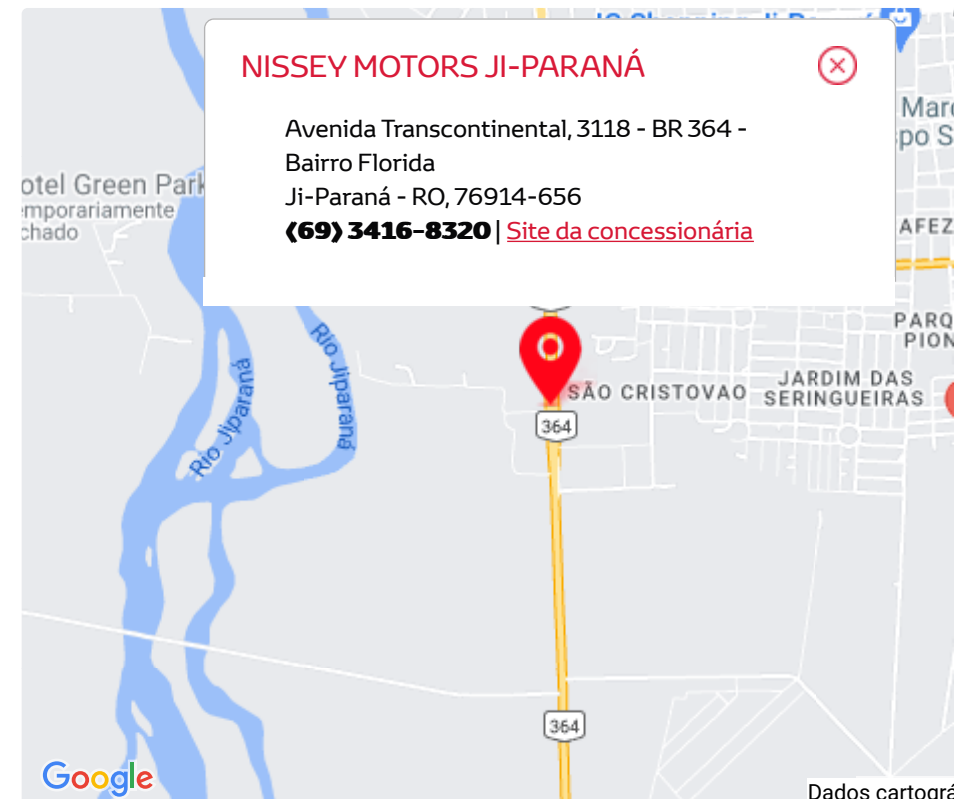 NISSEY MOTORS JI-PARANÁ
Avenida Transcontinental, 3118 - BR 364 -
Bairro Florida
Ji-Paraná - RO, 76914-656
(69) 3416-8320 | Site da concessionária
otel Green Park
emporariamente
chado
Marc
po S
AFEZ
PARQ
PION
Rio Jiparaná
Rio Jiparaná
SÃO CRISTOVAO
JARDIM DAS
SERINGUEIRAS
364
364
Google
Dados cartográ